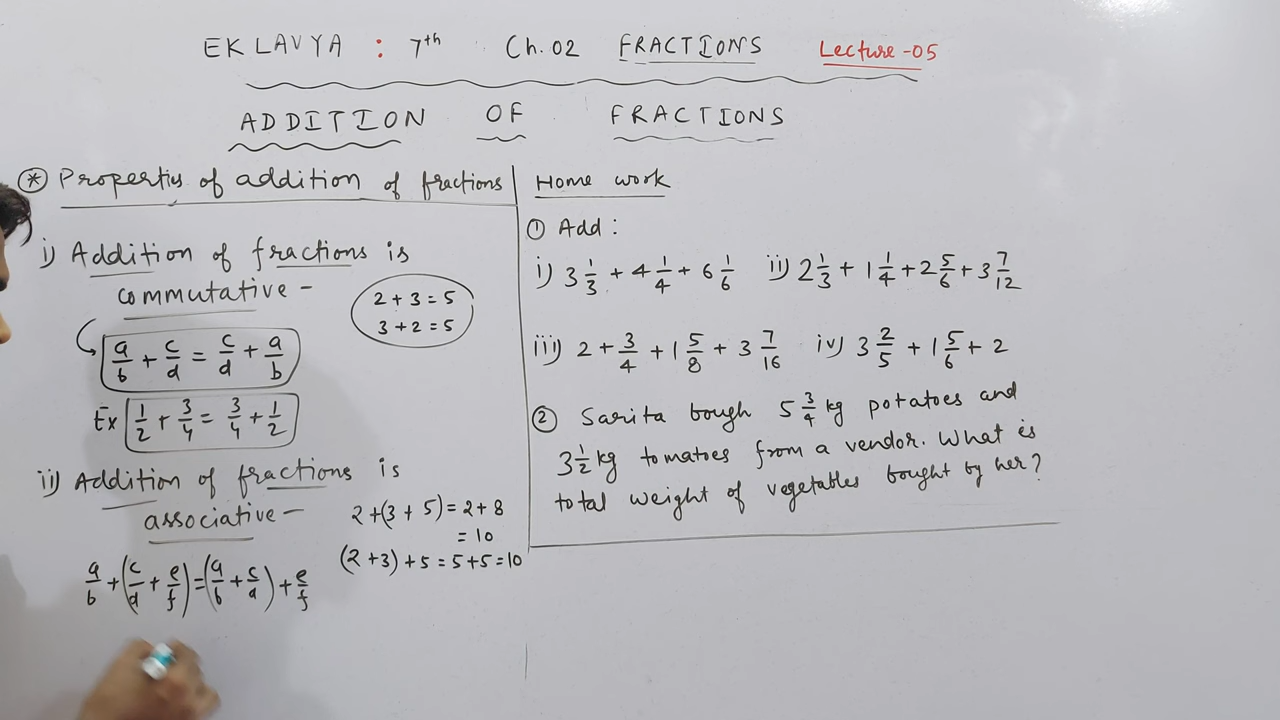 EKLAVYA : 7th Ch. 02 FRACTIONS Lecture -05
ADDITION OF FRACTIONS
* Properties of addition of fractions
i) Addition of fractions is
commutative -
2 + 3 = 5
3 + 2 = 5
a/b + c/d = c/d + a/b
Ex 1/2 + 3/4 = 3/4 + 1/2
ii) Addition of fractions is
associative -
2 + (3 + 5) = 2 + 8
= 10
(2 + 3) + 5 = 5 + 5 = 10
a/b + (c/d + e/f) = (a/b + c/d) + e/f
Home work
① Add :
i) 3 1/3 + 4 1/4 + 6 1/6 ii) 2 1/3 + 1 1/4 + 2 5/6 + 3 7/12
iii) 2 + 3/4 + 1 5/8 + 3 7/16 iv) 3 2/5 + 1 5/6 + 2
② Sarita bough 5 3/4 kg potatoes and
3 1/2 kg tomatoes from a vendor. What is
total weight of vegetables bought by her?